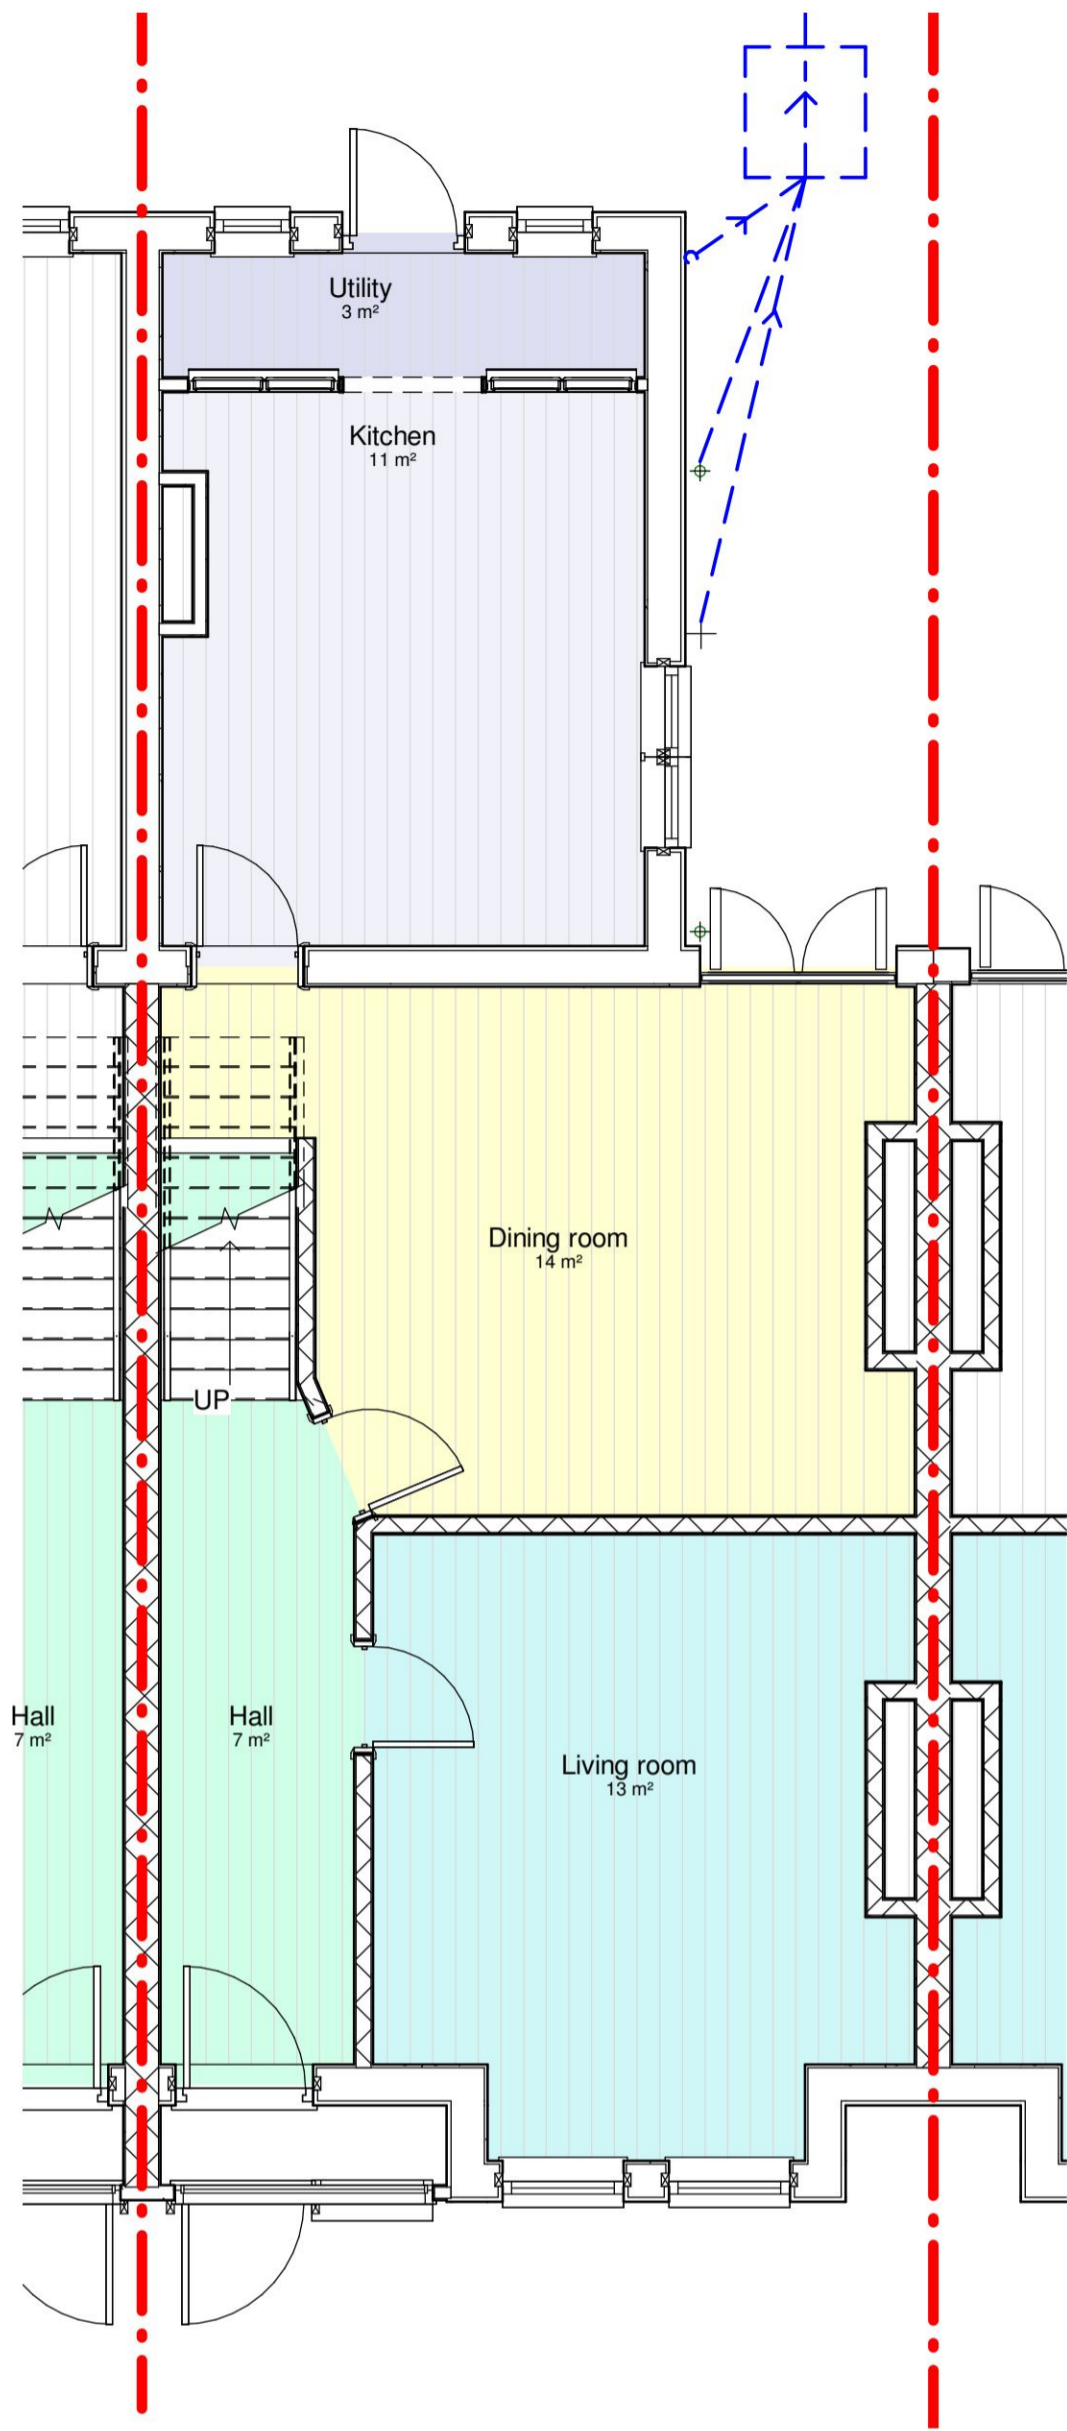 Utility
3 m²
Kitchen
11 m²
Dining room
14 m²
UP
Hall
7 m²
Hall
7 m²
Living room
13 m²